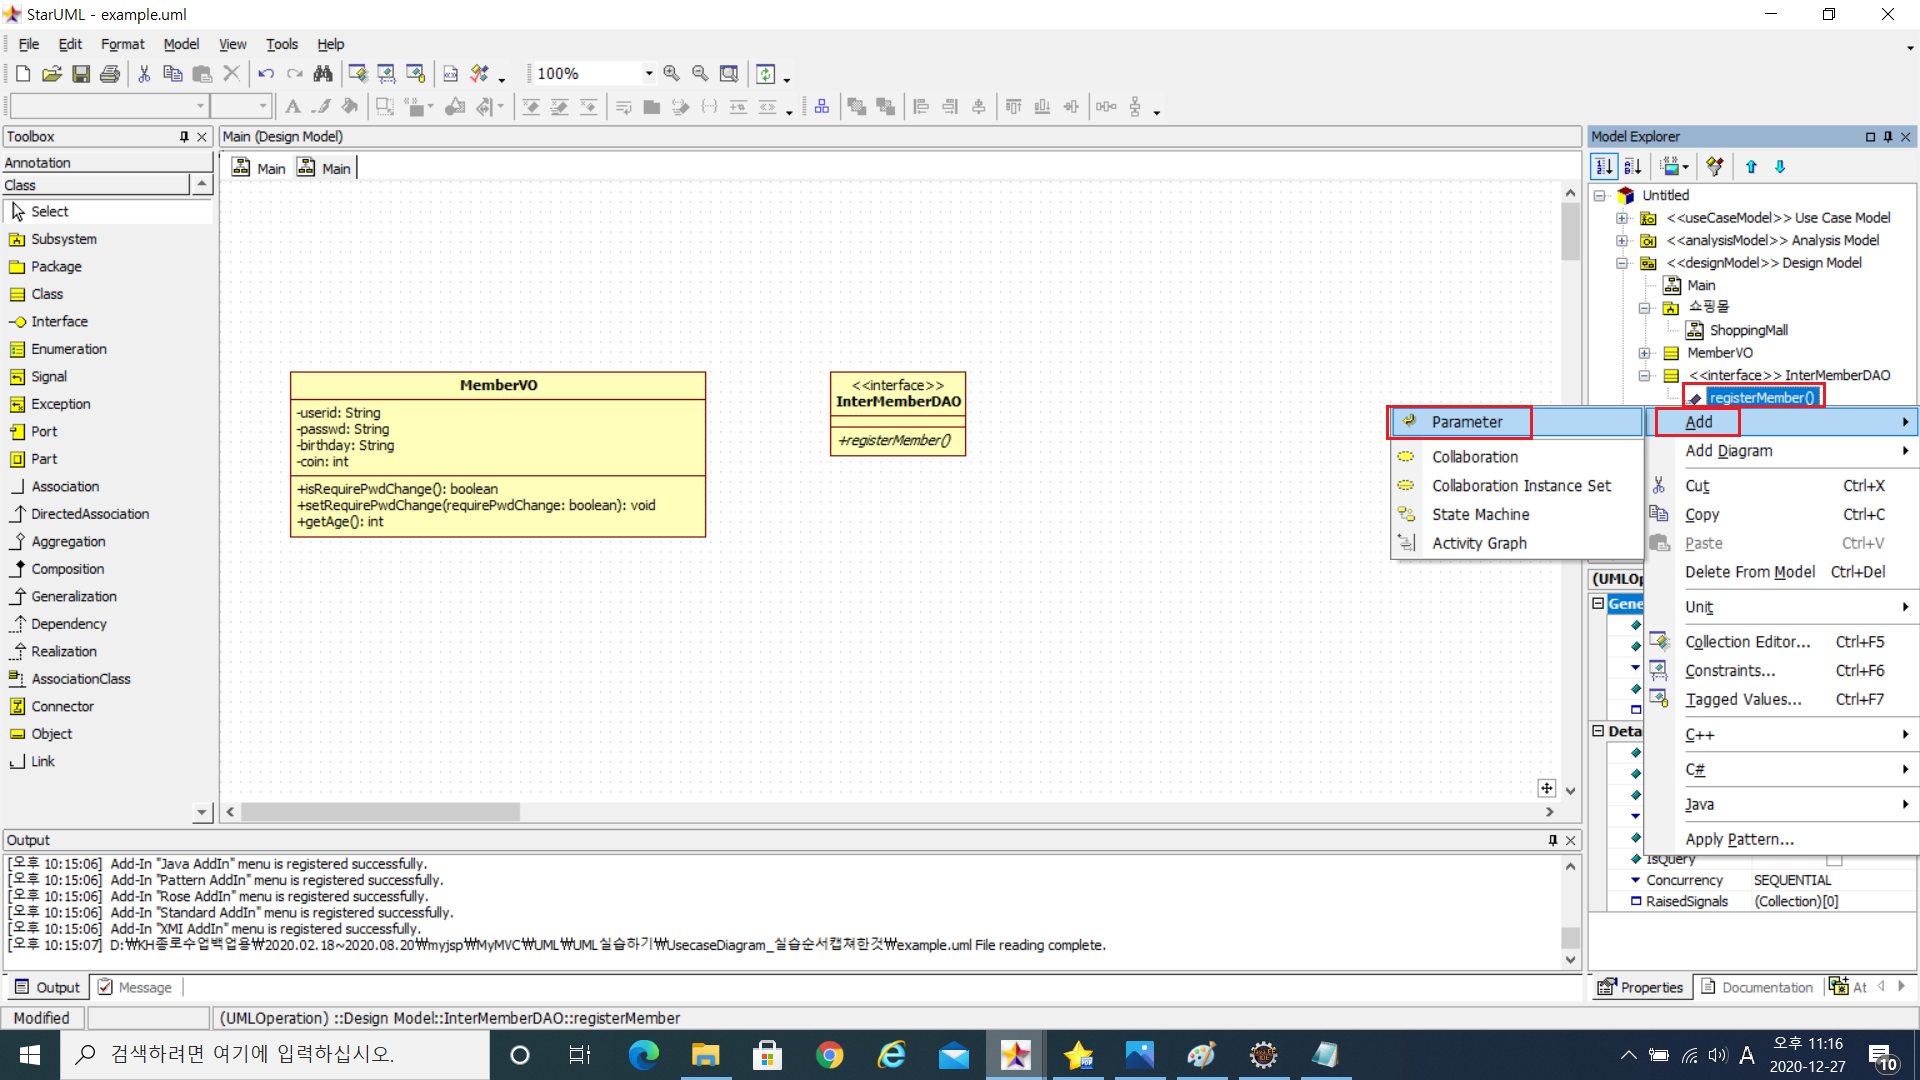 StarUML - example.uml
File Edit Format Model View Tools Help
100%
Toolbox
Annotation
Class
Select
Subsystem
Package
Class
Interface
Enumeration
Signal
Exception
Port
Part
Association
DirectedAssociation
Aggregation
Composition
Generalization
Dependency
Realization
AssociationClass
Connector
Object
Link
Main (Design Model)
Main Main
MemberVO
-userid: String
-passwd: String
-birthday: String
-coin: int
+isRequirePwdChange(): boolean
+setRequirePwdChange(requirePwdChange: boolean): void
+getAge(): int
<<interface>>
InterMemberDAO
+registerMember()
Model Explorer
Untitled
<<useCaseModel>> Use Case Model
<<analysisModel>> Analysis Model
<<designModel>> Design Model
Main
쇼핑몰
ShoppingMall
MemberVO
<<interface>> InterMemberDAO
registerMember()
Parameter
Collaboration
Collaboration Instance Set
State Machine
Activity Graph
Add
Add Diagram
Cut Ctrl+X
Copy Ctrl+C
Paste Ctrl+V
Delete From Model Ctrl+Del
Unit
Collection Editor... Ctrl+F5
Constraints... Ctrl+F6
Tagged Values... Ctrl+F7
C++
C#
Java
Apply Pattern...
(UMLOp
Gene
Deta
IsQuery
Concurrency SEQUENTIAL
RaisedSignals (Collection)[0]
Properties Documentation At
Output
[오후 10:15:06] Add-In "Java AddIn" menu is registered successfully.
[오후 10:15:06] Add-In "Pattern AddIn" menu is registered successfully.
[오후 10:15:06] Add-In "Rose AddIn" menu is registered successfully.
[오후 10:15:06] Add-In "Standard AddIn" menu is registered successfully.
[오후 10:15:06] Add-In "XMI AddIn" menu is registered successfully.
[오후 10:15:07] D:₩KH종로수업백업용₩2020.02.18~2020.08.20₩myjsp₩MyMVC₩UML₩UML실습하기₩UsecaseDiagram_실습순서캡쳐한것₩example.uml File reading complete.
Output Message
Modified (UMLOperation) ::Design Model::InterMemberDAO::registerMember
검색하려면 여기에 입력하십시오.
A
오후 11:16
2020-12-27
10